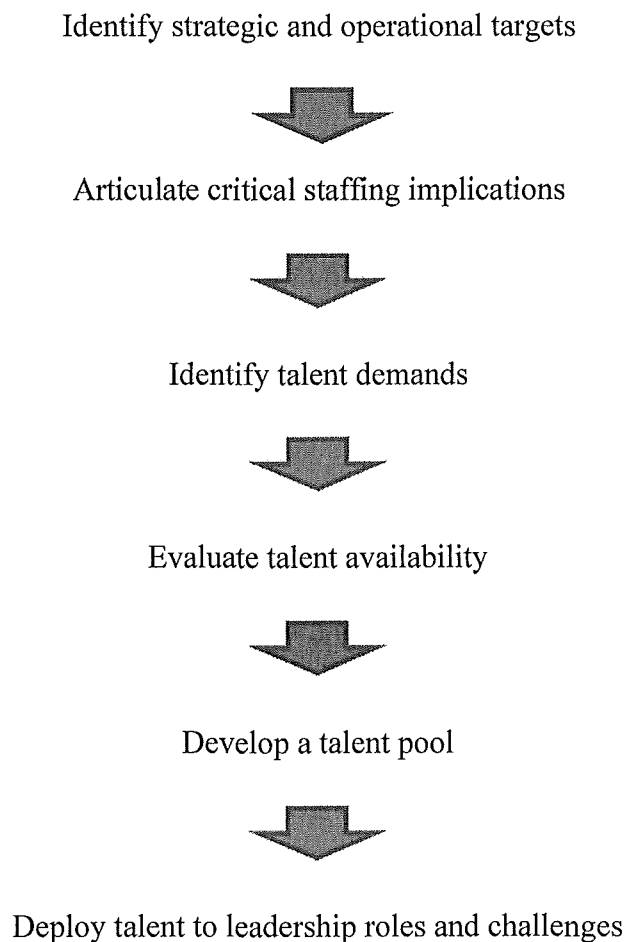 Identify strategic and operational targets
Articulate critical staffing implications
Identify talent demands
Evaluate talent availability
Develop a talent pool
Deploy talent to leadership roles and challenges